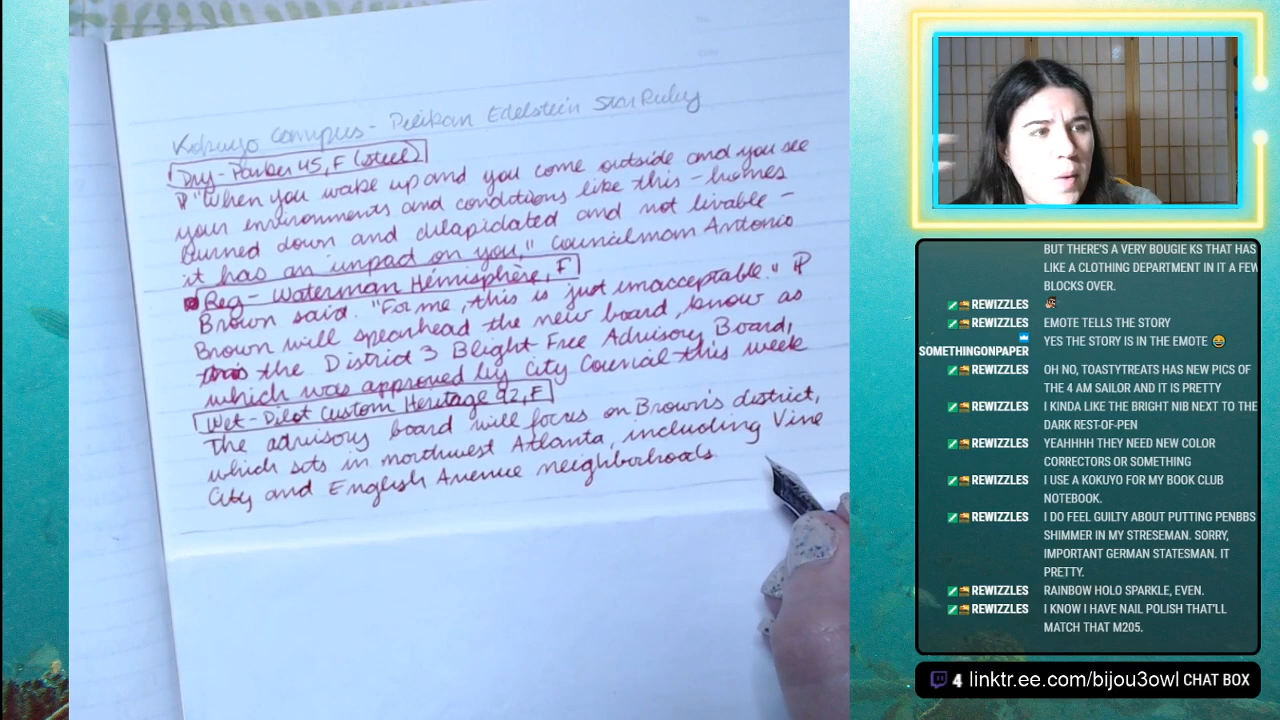 Kokuyo Campus - Pelikan Edelstein Star Ruby
Dry - Parker 45, F (steel)
¶ "When you wake up and you come outside and you see
your environments and conditions like this - homes
burned down and dilapidated and not livable -
it has an impact on you," Councilmom Antonio
Reg - Waterman Hémisphère, F
Brown said. "For me, this is just unacceptable." ¶
Brown will spearhead the new board, know as
the District 3 Blight Free Advisory Board,
which was approved by City Council this week
Wet - Pilot Custom Heritage 92, F
The advisory board will focus on Brown's district,
which sits in northwest Atlanta, including Vine
City and English Avenue neighborhoods.
BUT THERE'S A VERY BOUGIE KS THAT HAS
LIKE A CLOTHING DEPARTMENT IN IT A FEW
BLOCKS OVER.
REWIZZLES
REWIZZLES EMOTE TELLS THE STORY
SOMETHINGONPAPER YES THE STORY IS IN THE EMOTE 😂
REWIZZLES OH NO, TOASTYTREATS HAS NEW PICS OF
THE 4 AM SAILOR AND IT IS PRETTY
REWIZZLES I KINDA LIKE THE BRIGHT NIB NEXT TO THE
DARK REST-OF-PEN
REWIZZLES YEAHHHH THEY NEED NEW COLOR
CORRECTORS OR SOMETHING
REWIZZLES I USE A KOKUYO FOR MY BOOK CLUB
NOTEBOOK.
REWIZZLES I DO FEEL GUILTY ABOUT PUTTING PENBBS
SHIMMER IN MY STRESEMAN. SORRY,
IMPORTANT GERMAN STATESMAN. IT
PRETTY.
REWIZZLES RAINBOW HOLO SPARKLE, EVEN.
REWIZZLES I KNOW I HAVE NAIL POLISH THAT'LL
MATCH THAT M205.
4 linktr.ee.com/bijou3owl CHAT BOX